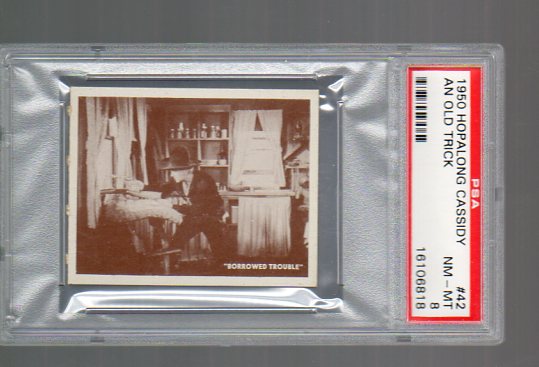 "BORROWED TROUBLE"
PSA
1950 HOPALONG CASSIDY #42
AN OLD TRICK NM - MT
8
16106818